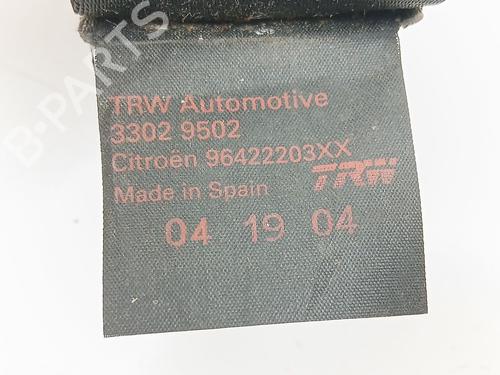 B-PARTS
TRW Automotive
3302 9502
Citroën 96422203XX
Made in Spain
TRW
04 19 04